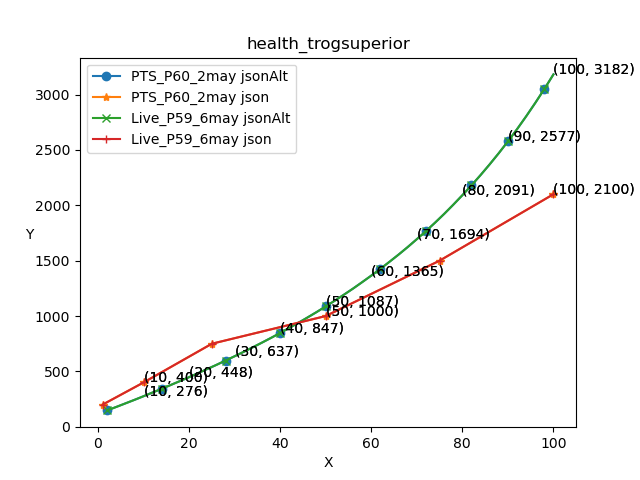 health_trogsuperior
PTS_P60_2may jsonAlt
PTS_P60_2may json
Live_P59_6may jsonAlt
Live_P59_6may json
(100, 3182)
(90, 2577)
(80, 2091)
(100, 2100)
(70, 1694)
(60, 1365)
(50, 1087)
(50, 1000)
(40, 847)
(30, 637)
(20, 448)
(10, 400)
(10, 276)
3000
2500
2000
1500
1000
500
0
Y
0 20 40 60 80 100
X